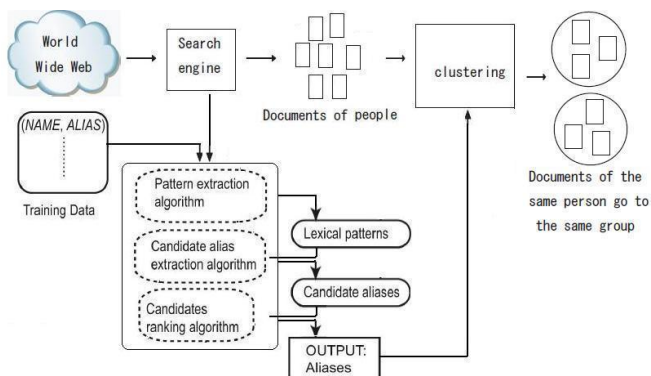 World
Wide Web
Search
engine
Documents of people
clustering
Documents of the
same person go to
the same group
(NAME, ALIAS)
Training Data
Pattern extraction
algorithm
Lexical patterns
Candidate alias
extraction algorithm
Candidate aliases
Candidates
ranking algorithm
OUTPUT:
Aliases